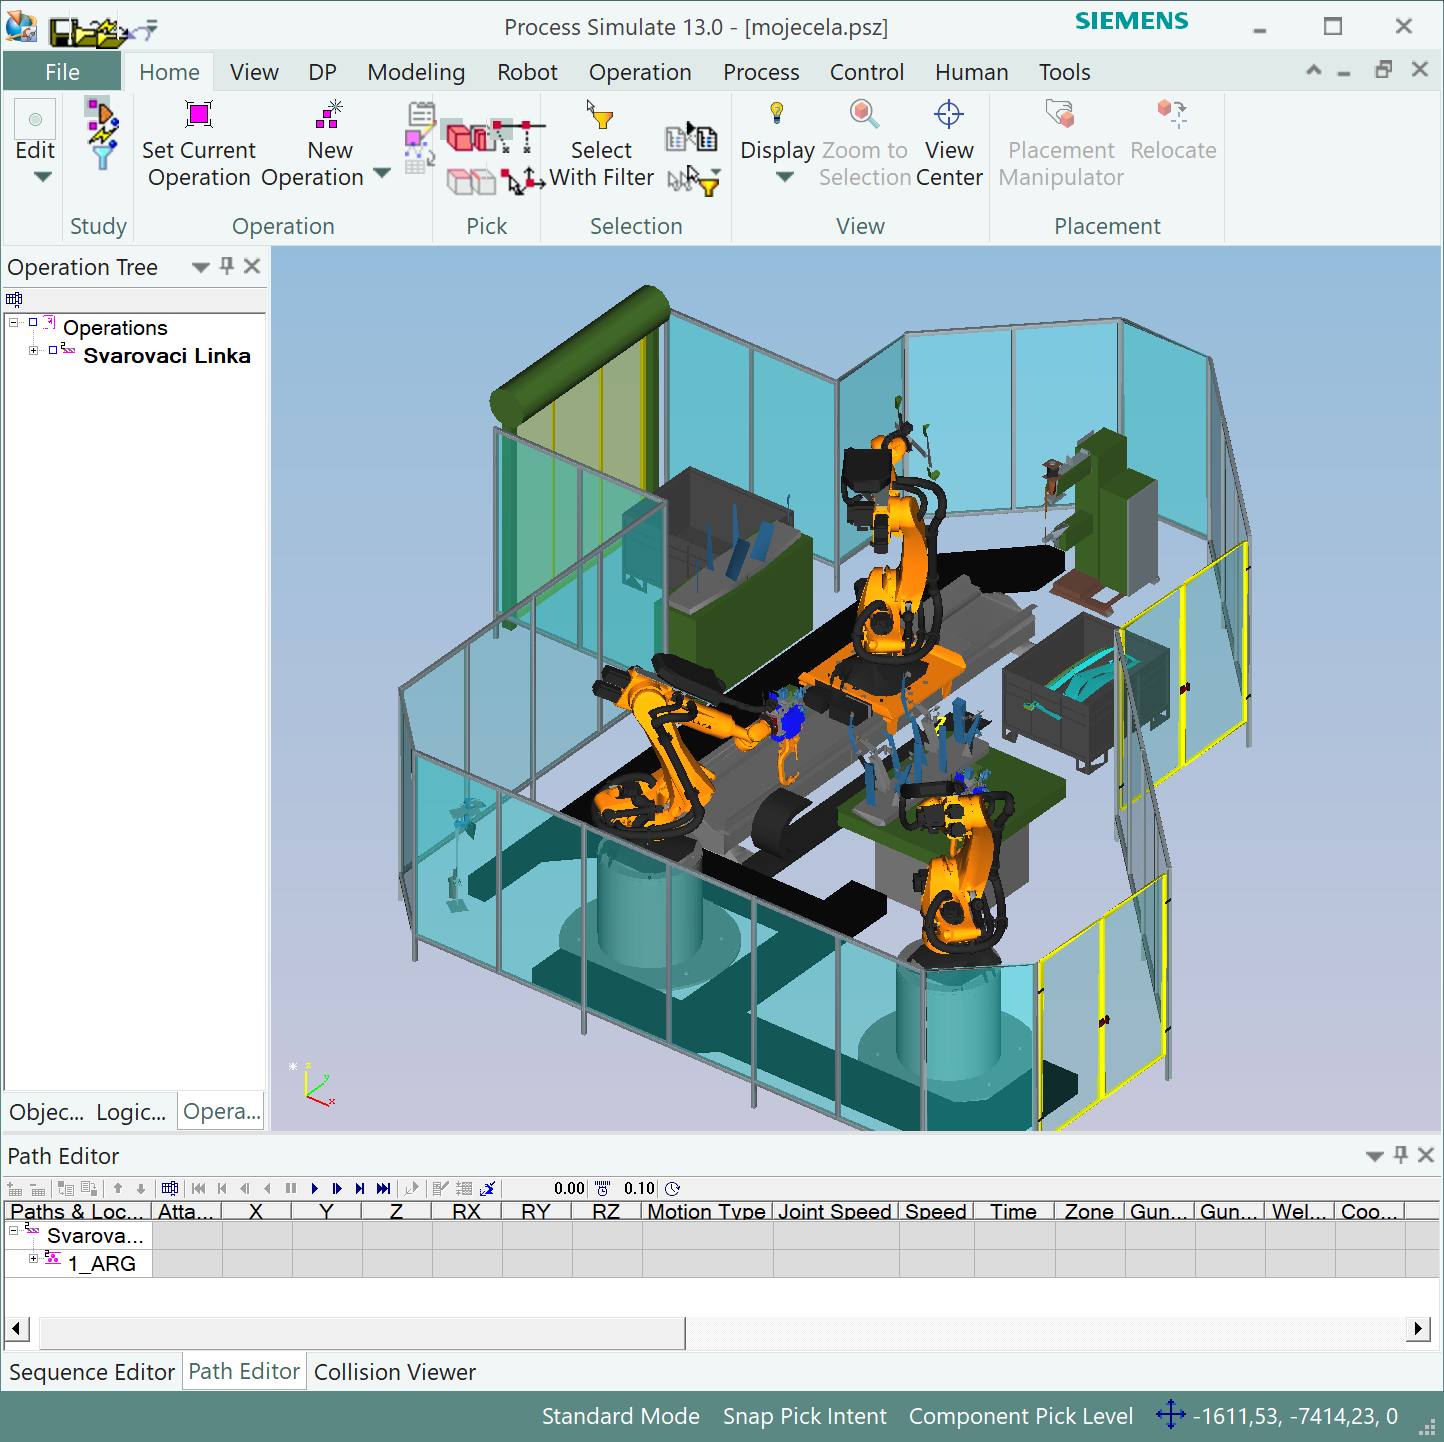 Process Simulate 13.0 - [mojecela.psz]
SIEMENS
File Home View DP Modeling Robot Operation Process Control Human Tools
Edit
Set Current Operation
New Operation
Select With Filter
Display
Zoom to Selection
View Center
Placement Manipulator
Relocate
Study Operation Pick Selection View Placement
Operation Tree
Operations
Svarovaci Linka
Objec... Logic... Opera...
z
y
x
Z
Path Editor
0.00 0.10
Paths & Loc... Atta... X Y Z RX RY RZ Motion Type Joint Speed Speed Time Zone Gun... Gun... Wel... Coo...
Svarova...
1_ARG
Sequence Editor Path Editor Collision Viewer
Standard Mode Snap Pick Intent Component Pick Level -1611,53, -7414,23, 0